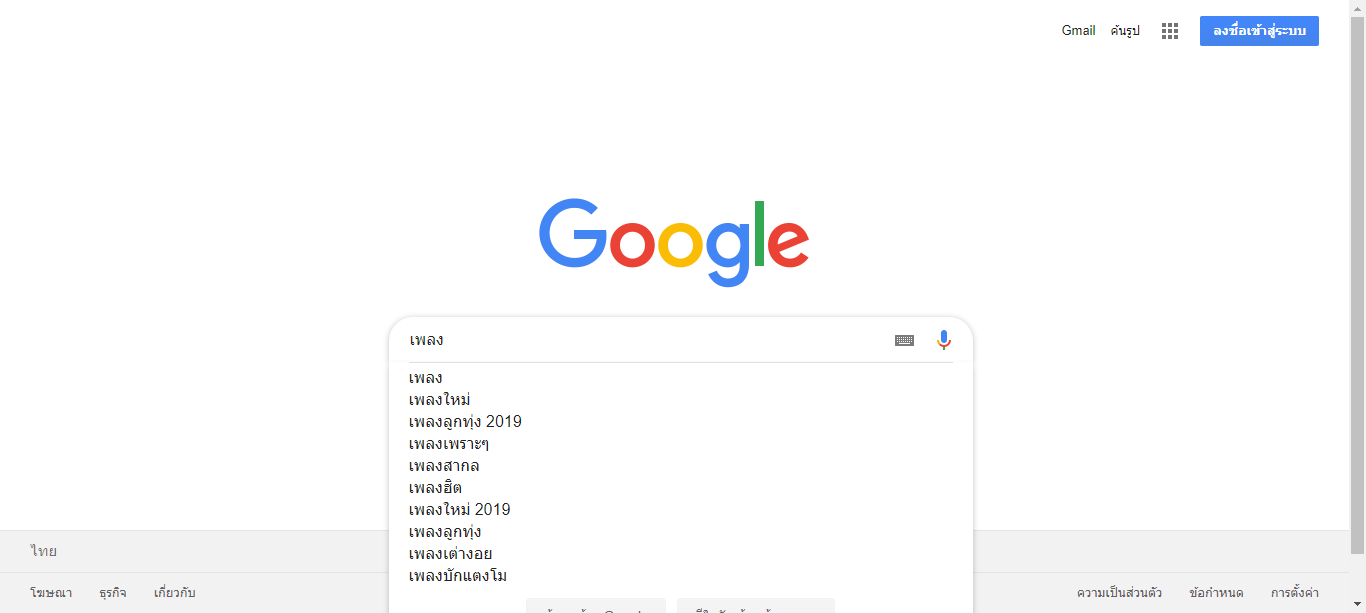 Gmail ค้นรูป ลงชื่อเข้าสู่ระบบ
Google
เพลง
เพลง
เพลงใหม่
เพลงลูกทุ่ง 2019
เพลงเพราะๆ
เพลงสากล
เพลงฮิต
เพลงใหม่ 2019
เพลงลูกทุ่ง
เพลงเต่างอย
เพลงบักแตงโม
ไทย
โฆษณา ธุรกิจ เกี่ยวกับ ความเป็นส่วนตัว ข้อกำหนด การตั้งค่า